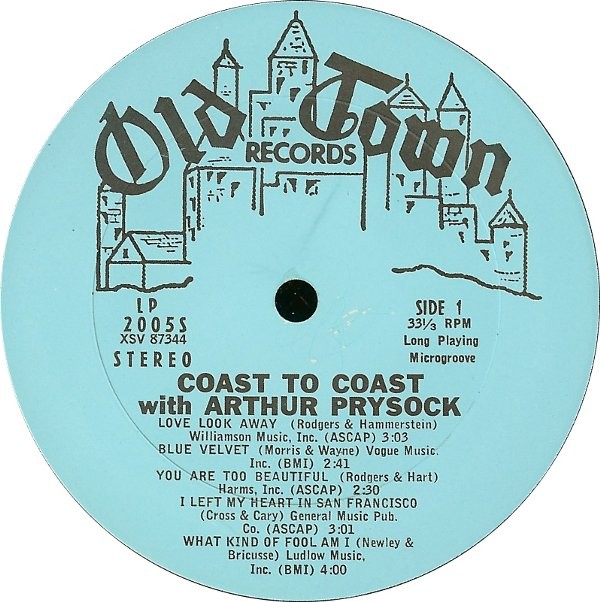 Old Town
RECORDS
LP
2005S
XSV 87344
STEREO
SIDE 1
33⅓ RPM
Long Playing
Microgroove
COAST TO COAST
with ARTHUR PRYSOCK
LOVE LOOK AWAY (Rodgers & Hammerstein)
Williamson Music, Inc. (ASCAP) 3:03
BLUE VELVET (Morris & Wayne) Vogue Music.
Inc. (BMI) 2:41
YOU ARE TOO BEAUTIFUL (Rodgers & Hart)
Harms, Inc. (ASCAP) 2:30
I LEFT MY HEART IN SAN FRANCISCO
(Cross & Cary) General Music Pub.
Co. (ASCAP) 3:01
WHAT KIND OF FOOL AM I (Newley &
Bricusse) Ludlow Music,
Inc. (BMI) 4:00